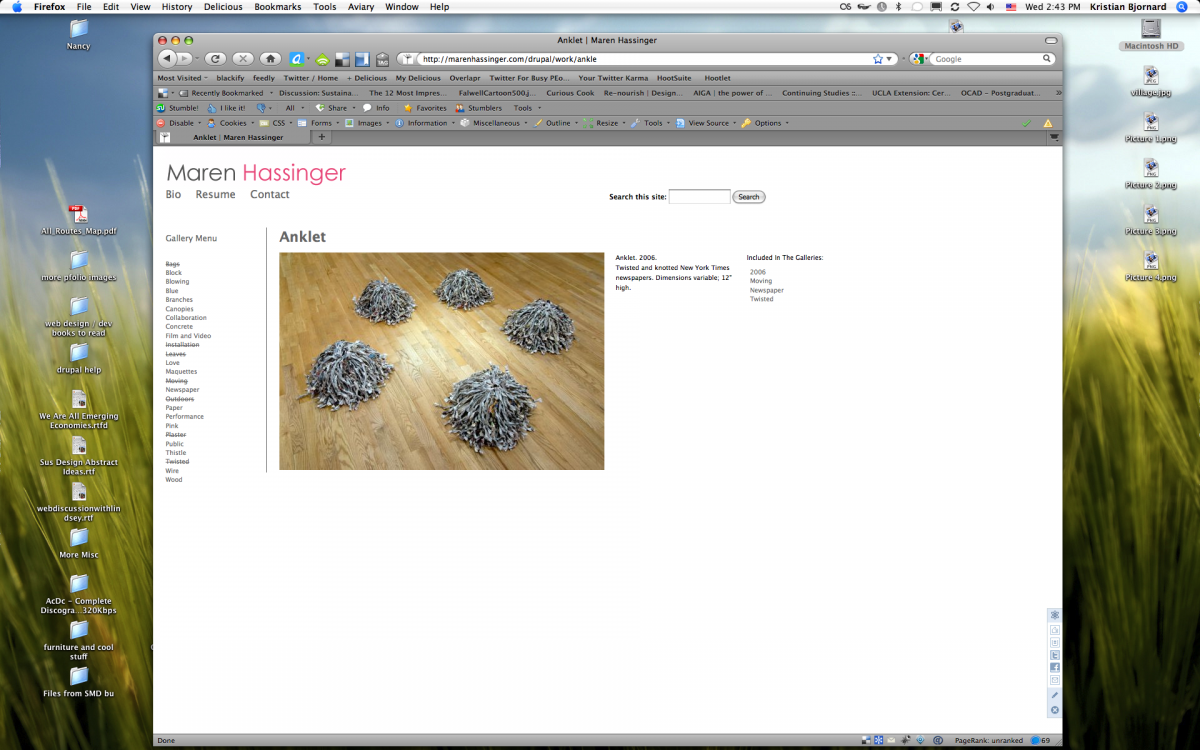 Firefox File Edit View History Delicious Bookmarks Tools Aviary Window Help Wed 2:43 PM Kristian Bjornard
Nancy
All_Routes_Map.pdf
more pfolio images
web design / dev
books to read
drupal help
We Are All Emerging
Economies.rtfd
Sus Design Abstract
Ideas.rtf
webdiscussionwithlin
dsey.rtf
More Misc
AcDc - Complete
Discogra...320Kbps
furniture and cool
stuff
Files from SMD bu
Anklet | Maren Hassinger
http://marenhassinger.com/drupal/work/ankle
Google
Most Visited blackify feedly Twitter / Home + Delicious My Delicious Overlapr Twitter For Busy PEo... Your Twitter Karma HootSuite Hootlet
Recently Bookmarked Discussion: Sustaina... The 12 Most Impres... FalwellCartoon500.j... Curious Cook Re-nourish | Design... AIGA | the power of ... Continuing Studies ::... UCLA Extension: Cer... OCAD - Postgraduat... »
Stumble! I like it! All Share Info Favorites Stumblers Tools
Disable Cookies CSS Forms Images Information Miscellaneous Outline Resize Tools View Source Options
Anklet | Maren Hassinger +
Maren Hassinger
Bio Resume Contact
Search this site: Search
Gallery Menu
Bags
Block
Blowing
Blue
Branches
Canopies
Collaboration
Concrete
Film and Video
Installation
Leaves
Love
Maquettes
Moving
Newspaper
Outdoors
Paper
Performance
Pink
Plaster
Public
Thistle
Twisted
Wire
Wood
Anklet
Anklet. 2006.
Twisted and knotted New York Times
newspapers. Dimensions variable; 12"
high.
Included In The Galleries:
2006
Moving
Newspaper
Twisted
Done PageRank: unranked 69
Macintosh HD
village.jpg
Picture 1.png
Picture 2.png
Picture 3.png
Picture 4.png